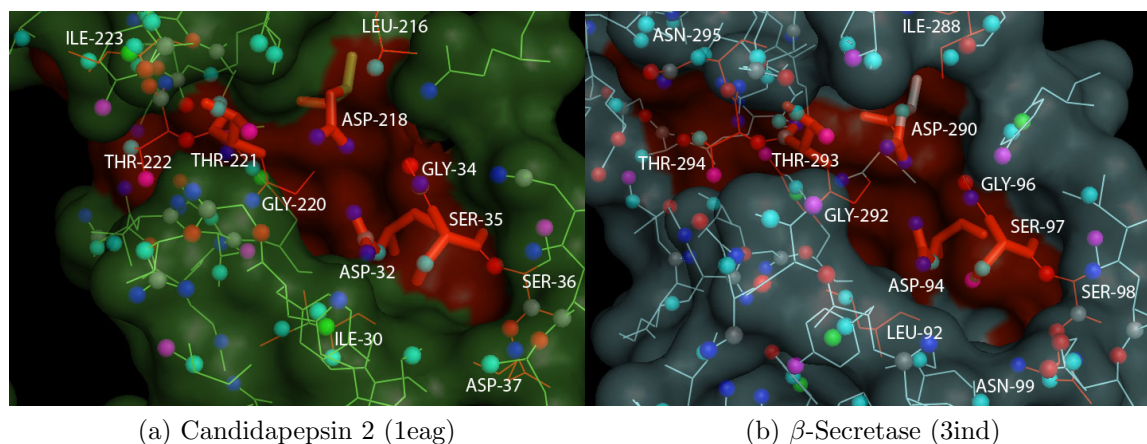 LEU-216
ILE-223
ASP-218
THR-222
THR-221
GLY-34
GLY-220
SER-35
ASP-32
SER-36
ILE-30
ASP-37
ILE-288
ASN-295
ASP-290
THR-294
THR-293
GLY-96
GLY-292
SER-97
ASP-94
SER-98
LEU-92
ASN-99
(a) Candidapepsin 2 (1eag)
(b) β-Secretase (3ind)